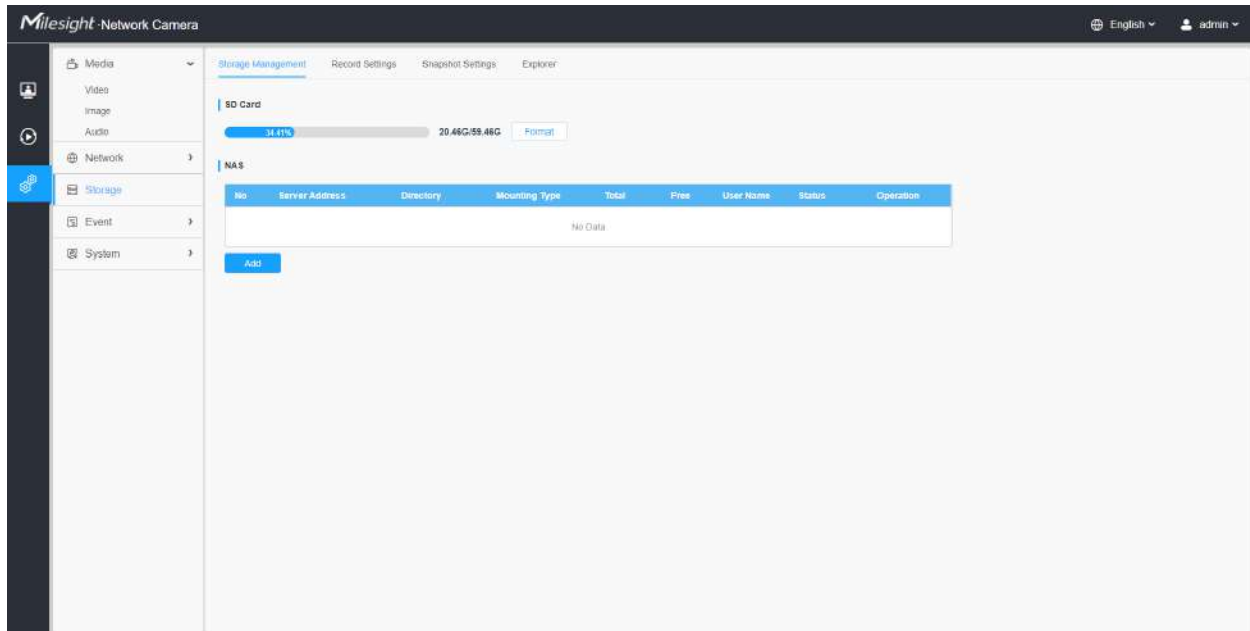 Milesight -Network Camera
English
admin
Media
Video
Image
Audio
Network
Storage
Event
System
Storage Management Record Settings Snapshot Settings Explorer
SD Card
34.41% 20.46G/59.46G Format
NAS
No Server Address Directory Mounting Type Total Free User Name Status Operation
No Data
Add